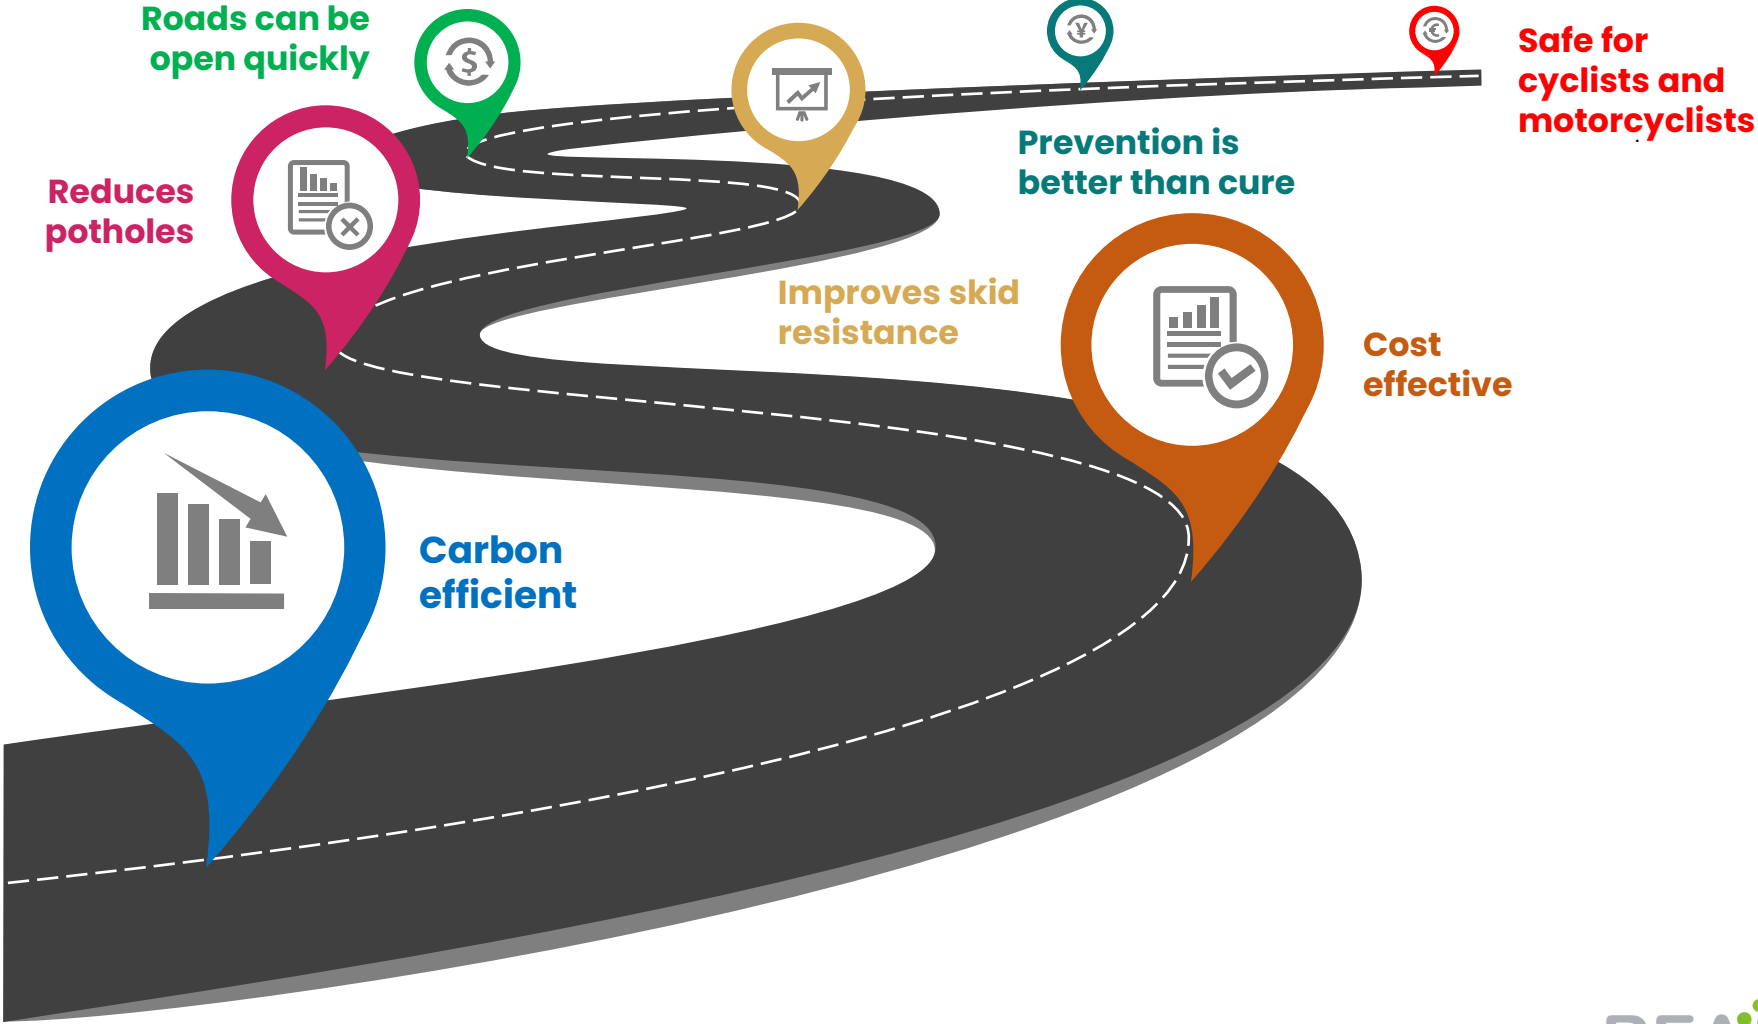 Roads can be
open quickly
Safe for
cyclists and
motorcyclists
Prevention is
better than cure
Reduces
potholes
Improves skid
resistance
Cost
effective
Carbon
efficient